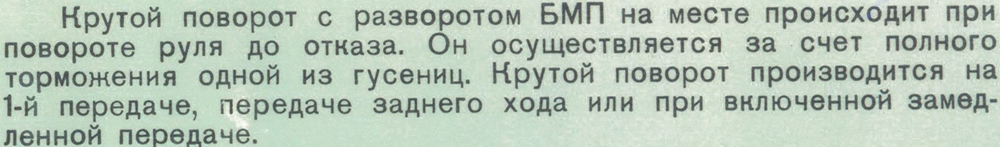 Крутой поворот с разворотом БМП на месте происходит при
повороте руля до отказа. Он осуществляется за счет полного
торможения одной из гусениц. Крутой поворот производится на
1-й передаче, передаче заднего хода или при включенной замед-
ленной передаче.